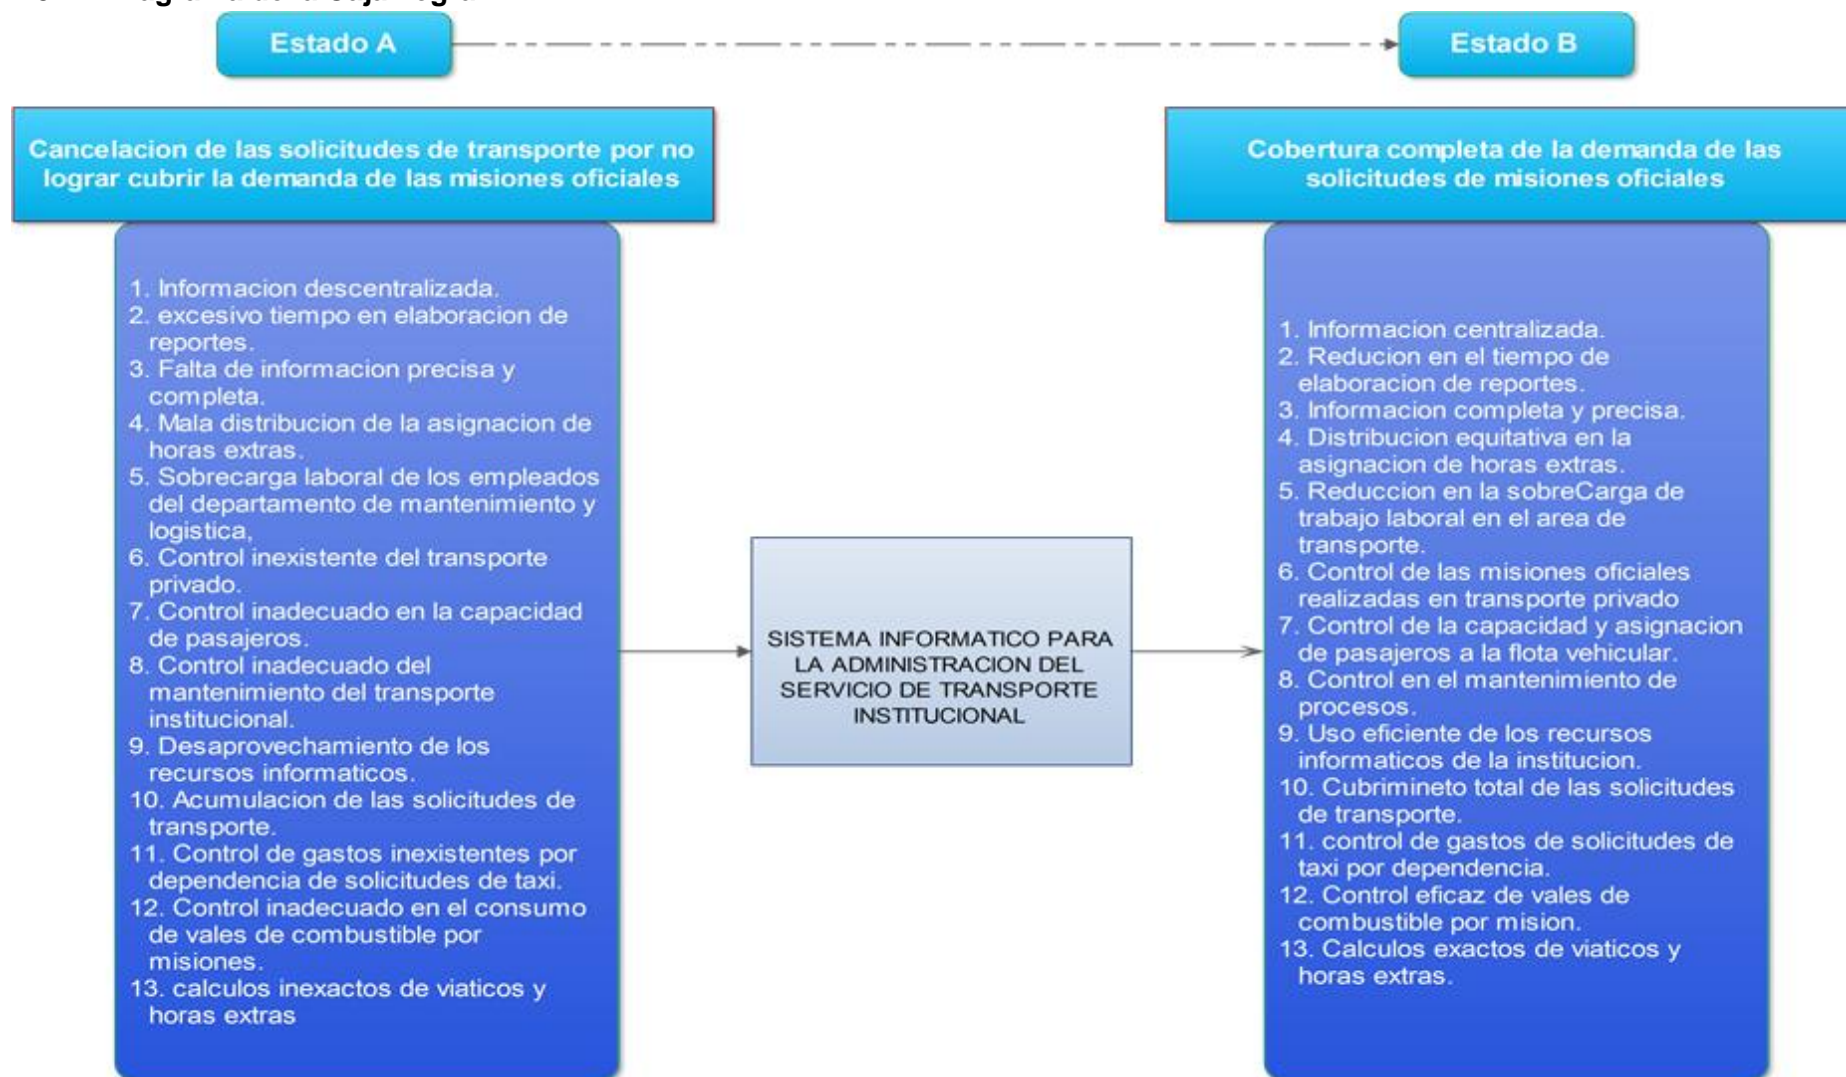 Estado A
Estado B
Cancelacion de las solicitudes de transporte por no
lograr cubrir la demanda de las misiones oficiales
Cobertura completa de la demanda de las
solicitudes de misiones oficiales
1. Informacion descentralizada.
2. excesivo tiempo en elaboracion de
reportes.
3. Falta de informacion precisa y
completa.
4. Mala distribucion de la asignacion de
horas extras.
5. Sobrecarga laboral de los empleados
del departamento de mantenimiento y
logistica,
6. Control inexistente del transporte
privado.
7. Control inadecuado en la capacidad
de pasajeros.
8. Control inadecuado del
mantenimiento del transporte
institucional.
9. Desaprovechamiento de los
recursos informaticos.
10. Acumulacion de las solicitudes de
transporte.
11. Control de gastos inexistentes por
dependencia de solicitudes de taxi.
12. Control inadecuado en el consumo
de vales de combustible por
misiones.
13. calculos inexactos de viaticos y
horas extras
SISTEMA INFORMATICO PARA
LA ADMINISTRACION DEL
SERVICIO DE TRANSPORTE
INSTITUCIONAL
1. Informacion centralizada.
2. Reducion en el tiempo de
elaboracion de reportes.
3. Informacion completa y precisa.
4. Distribucion equitativa en la
asignacion de horas extras.
5. Reduccion en la sobreCarga de
trabajo laboral en el area de
transporte.
6. Control de las misiones oficiales
realizadas en transporte privado
7. Control de la capacidad y asignacion
de pasajeros a la flota vehicular.
8. Control en el mantenimiento de
procesos.
9. Uso eficiente de los recursos
informaticos de la institucion.
10. Cubrimineto total de las solicitudes
de transporte.
11. control de gastos de solicitudes de
taxi por dependencia.
12. Control eficaz de vales de
combustible por mision.
13. Calculos exactos de viaticos y
horas extras.